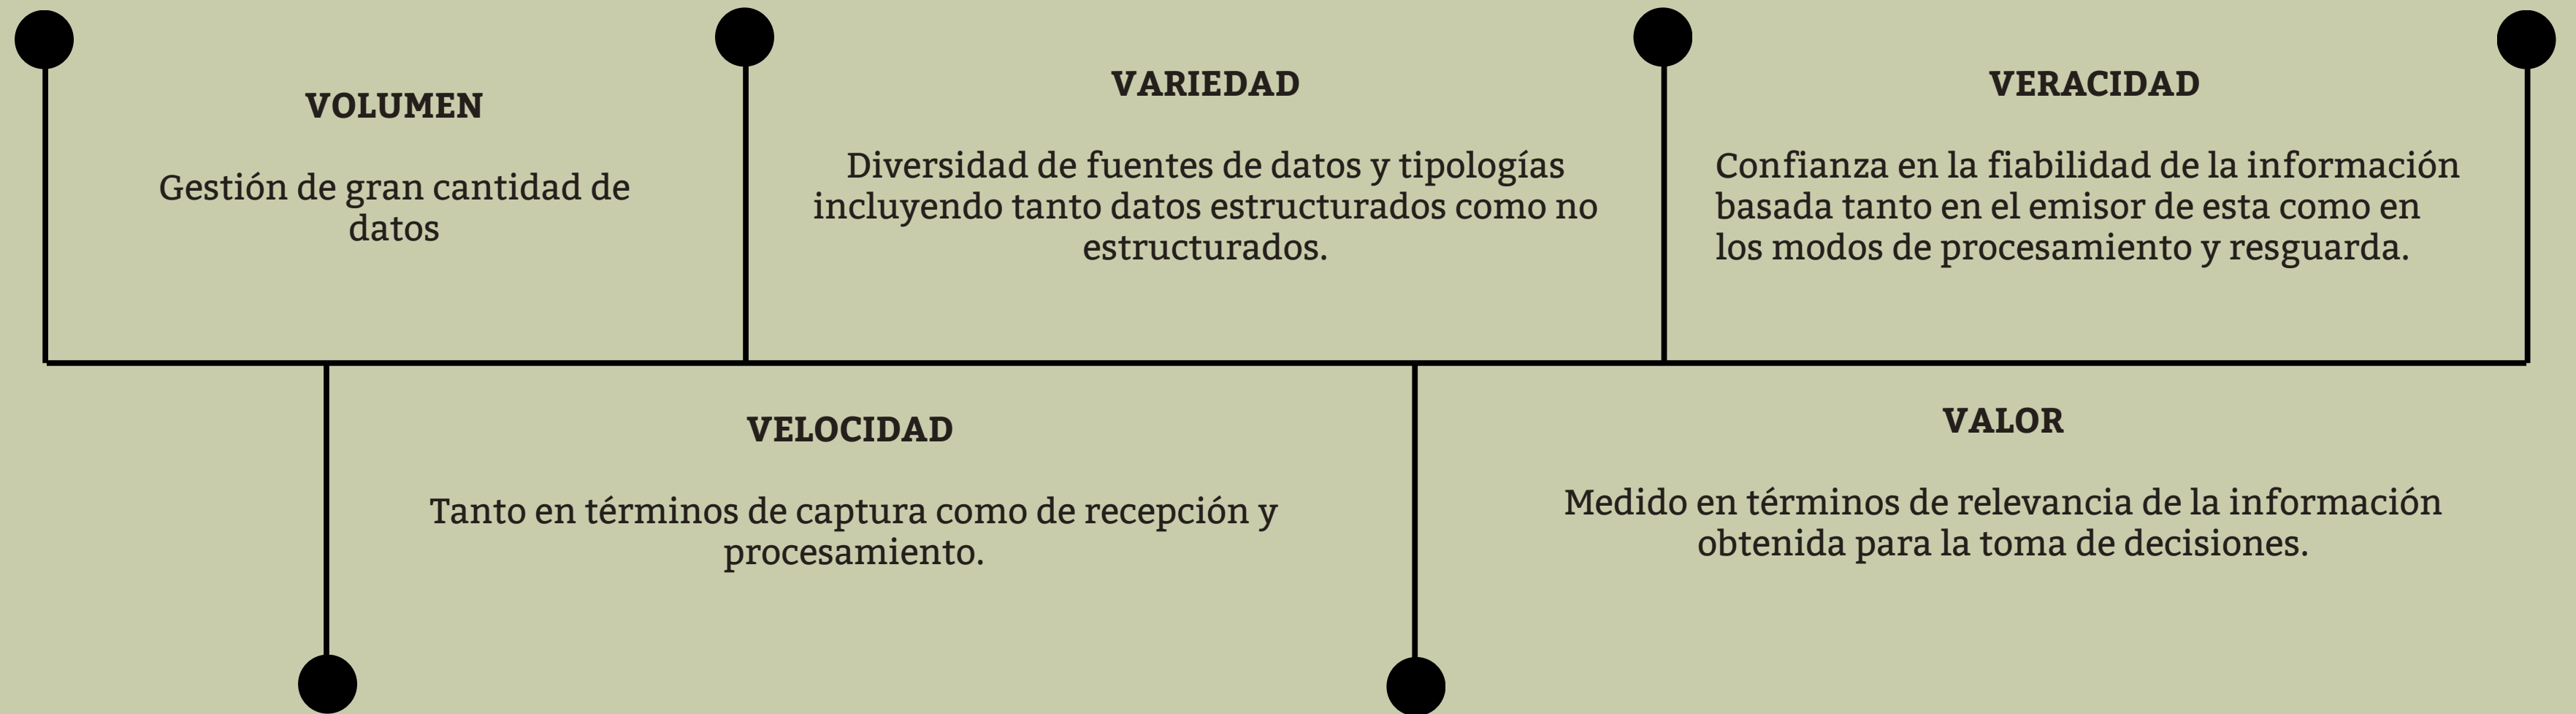 VOLUMEN
Gestión de gran cantidad de
datos
VARIEDAD
Diversidad de fuentes de datos y tipologías
incluyendo tanto datos estructurados como no
estructurados.
VERACIDAD
Confianza en la fiabilidad de la información
basada tanto en el emisor de esta como en
los modos de procesamiento y resguarda.
VELOCIDAD
Tanto en términos de captura como de recepción y
procesamiento.
VALOR
Medido en términos de relevancia de la información
obtenida para la toma de decisiones.